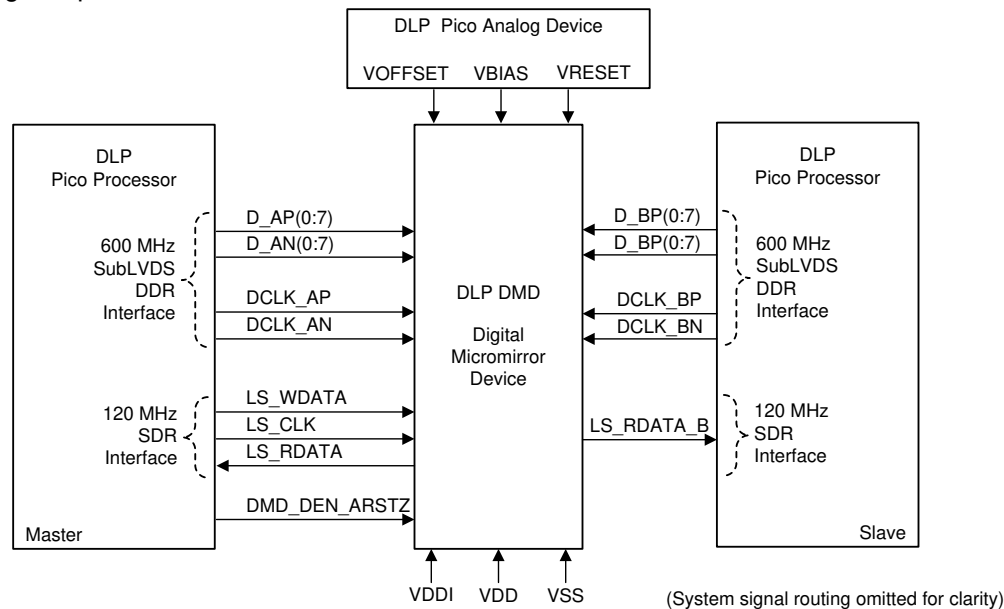 DLP Pico Analog Device
VOFFSET VBIAS VRESET
DLP
Pico Processor
600 MHz
SubLVDS
DDR
Interface
120 MHz
SDR
Interface
Master
D_AP(0:7)
D_AN(0:7)
DCLK_AP
DCLK_AN
LS_WDATA
LS_CLK
LS_RDATA
DMD_DEN_ARSTZ
DLP DMD
Digital
Micromirror
Device
D_BP(0:7)
D_BP(0:7)
DCLK_BP
DCLK_BN
LS_RDATA_B
DLP
Pico Processor
600 MHz
SubLVDS
DDR
Interface
120 MHz
SDR
Interface
Slave
VDDI VDD VSS
(System signal routing omitted for clarity)